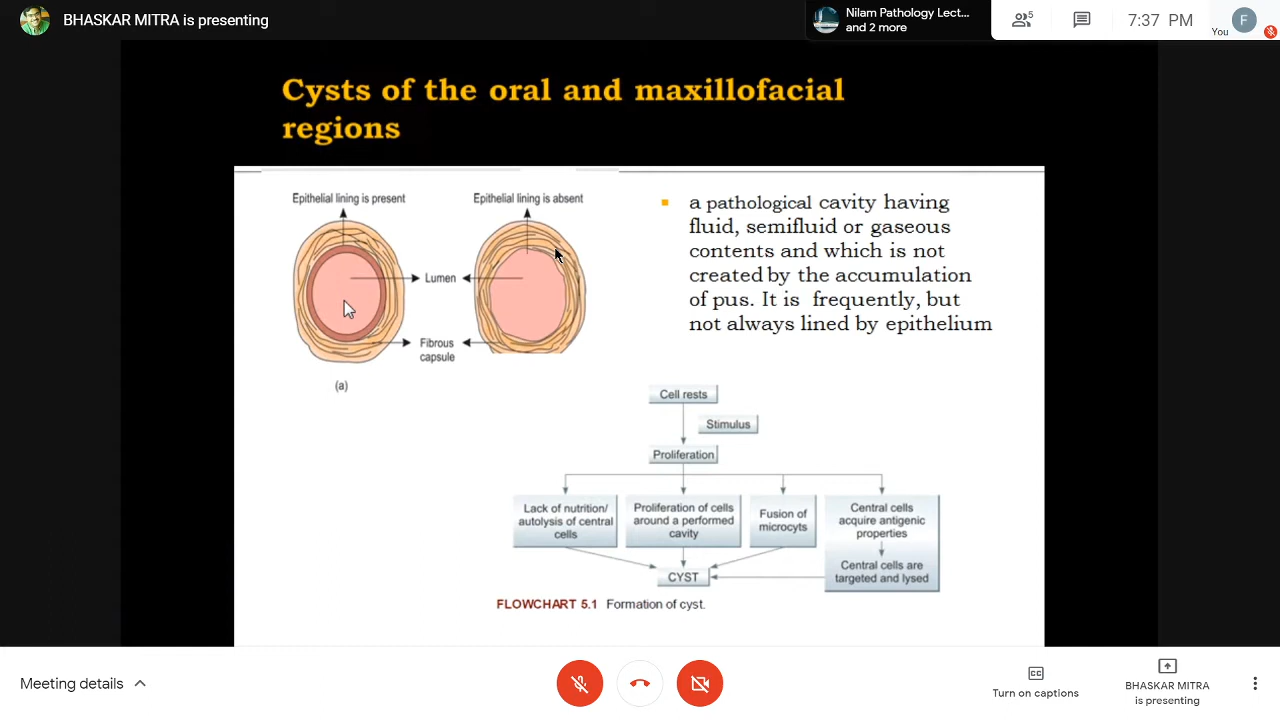 BHASKAR MITRA is presenting
Nilam Pathology Lect...
and 2 more
5
7:37 PM
You
F
Cysts of the oral and maxillofacial
regions
Epithelial lining is present
Epithelial lining is absent
Lumen
Fibrous
capsule
(a)
a pathological cavity having
fluid, semifluid or gaseous
contents and which is not
created by the accumulation
of pus. It is frequently, but
not always lined by epithelium
Cell rests
Stimulus
Proliferation
Lack of nutrition/
autolysis of central
cells
Proliferation of cells
around a performed
cavity
Fusion of
microcyts
Central cells
acquire antigenic
properties
Central cells are
targeted and lysed
CYST
FLOWCHART 5.1 Formation of cyst.
Meeting details
CC
Turn on captions
BHASKAR MITRA
is presenting